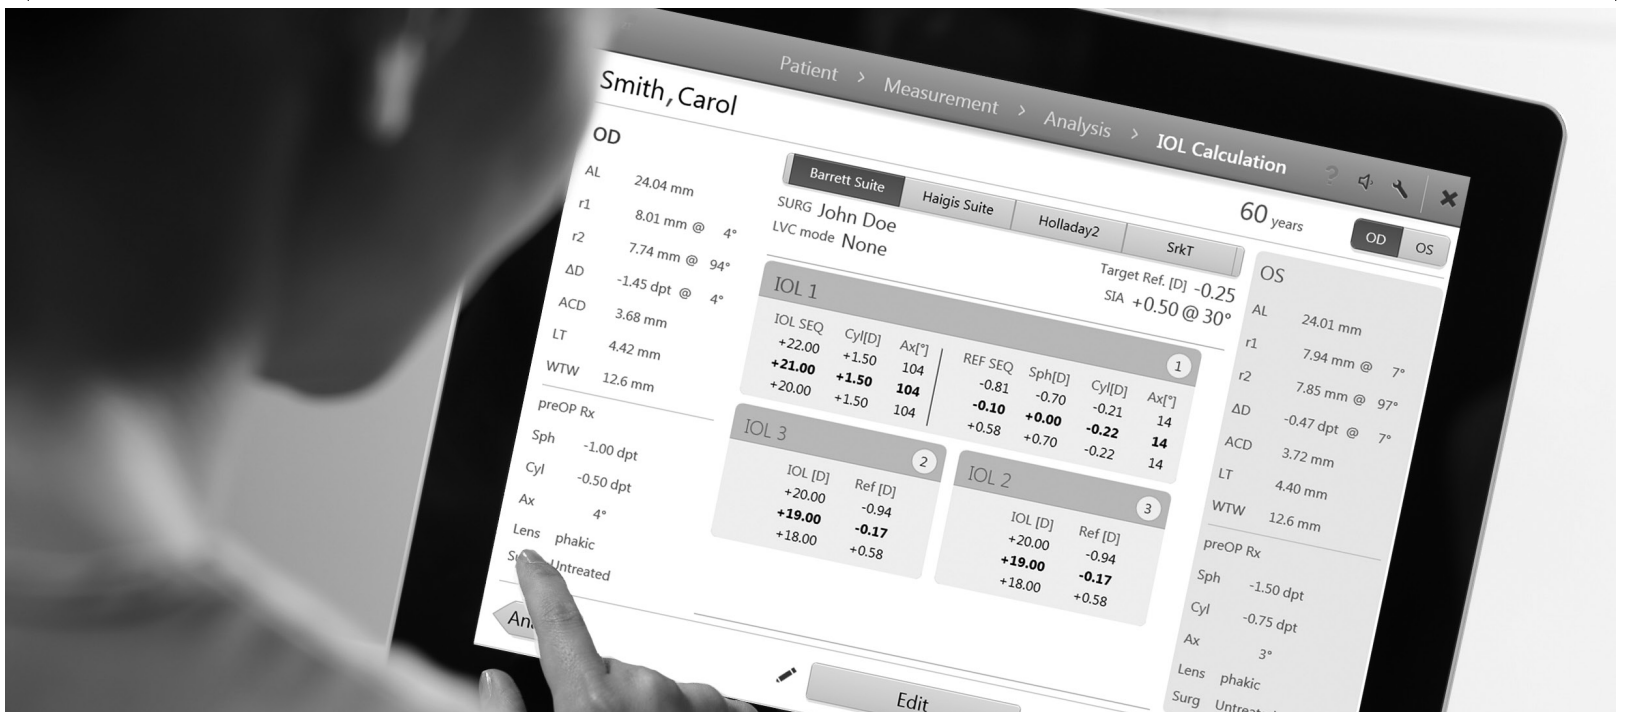 Patient > Measurement > Analysis > IOL Calculation
Smith, Carol
60 years
OD OS
OD
AL 24.04 mm
r1 8.01 mm @ 4°
r2 7.74 mm @ 94°
ΔD -1.45 dpt @ 4°
ACD 3.68 mm
LT 4.42 mm
WTW 12.6 mm
preOP Rx
Sph -1.00 dpt
Cyl -0.50 dpt
Ax 4°
Lens phakic
Untreated
Barrett Suite Haigis Suite Holladay2 SrkT
SURG John Doe
LVC mode None
Target Ref. [D] -0.25
SIA +0.50 @ 30°
IOL 1 1
IOL SEQ Cyl[D] Ax[°] REF SEQ Sph[D] Cyl[D] Ax[°]
+22.00 +1.50 104 -0.81 -0.70 -0.21 14
+21.00 +1.50 104 -0.10 +0.00 -0.22 14
+20.00 +1.50 104 +0.58 +0.70 -0.22 14
IOL 3 2
IOL [D] Ref [D]
+20.00 -0.94
+19.00 -0.17
+18.00 +0.58
IOL 2 3
IOL [D] Ref [D]
+20.00 -0.94
+19.00 -0.17
+18.00 +0.58
OS
AL 24.01 mm
r1 7.94 mm @ 7°
r2 7.85 mm @ 97°
ΔD -0.47 dpt @ 7°
ACD 3.72 mm
LT 4.40 mm
WTW 12.6 mm
preOP Rx
Sph -1.50 dpt
Cyl -0.75 dpt
Ax 3°
Lens phakic
Surg
Edit